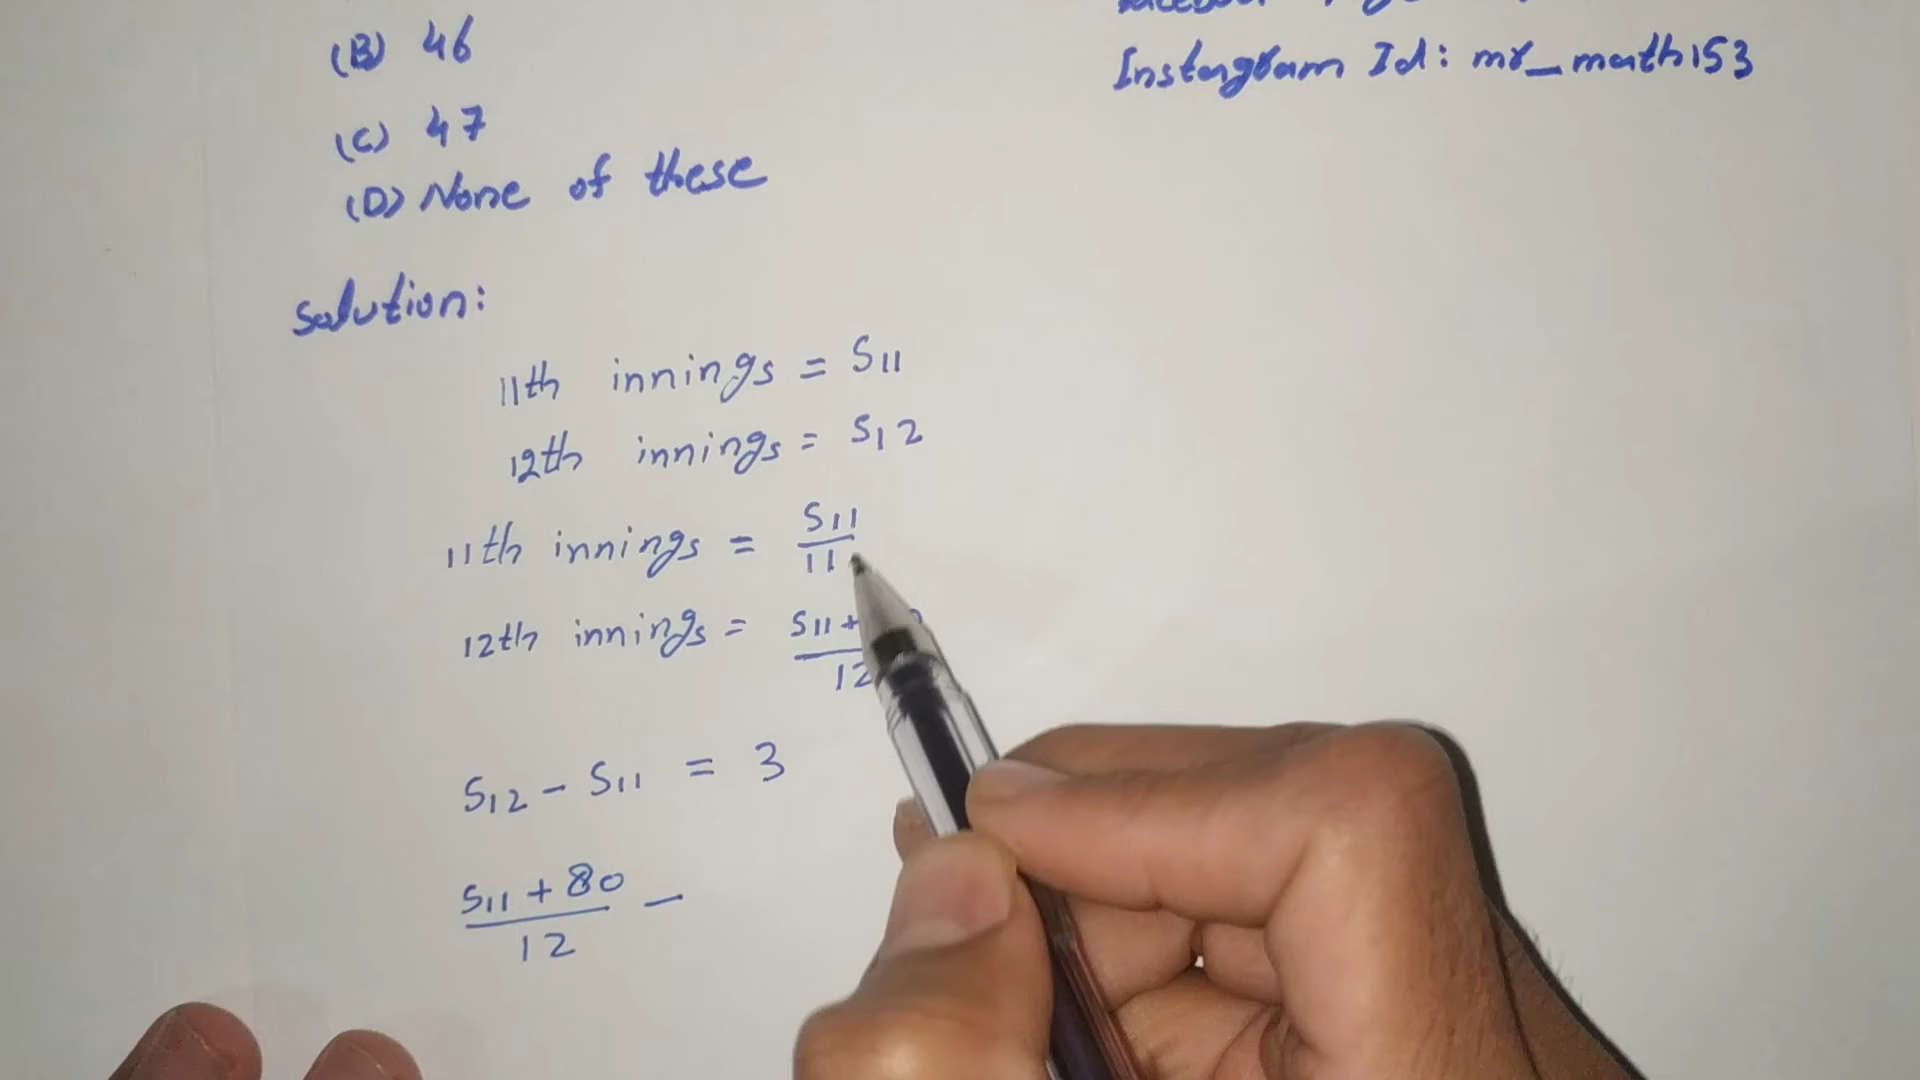 (B) 46
Instagram Id: mr_math153
(C) 47
(D) None of these
Solution:
11th innings = S11
12th innings = S12
11th innings = S11/11
12th innings = S11+ /12
S12 - S11 = 3
S11 + 80/12 -